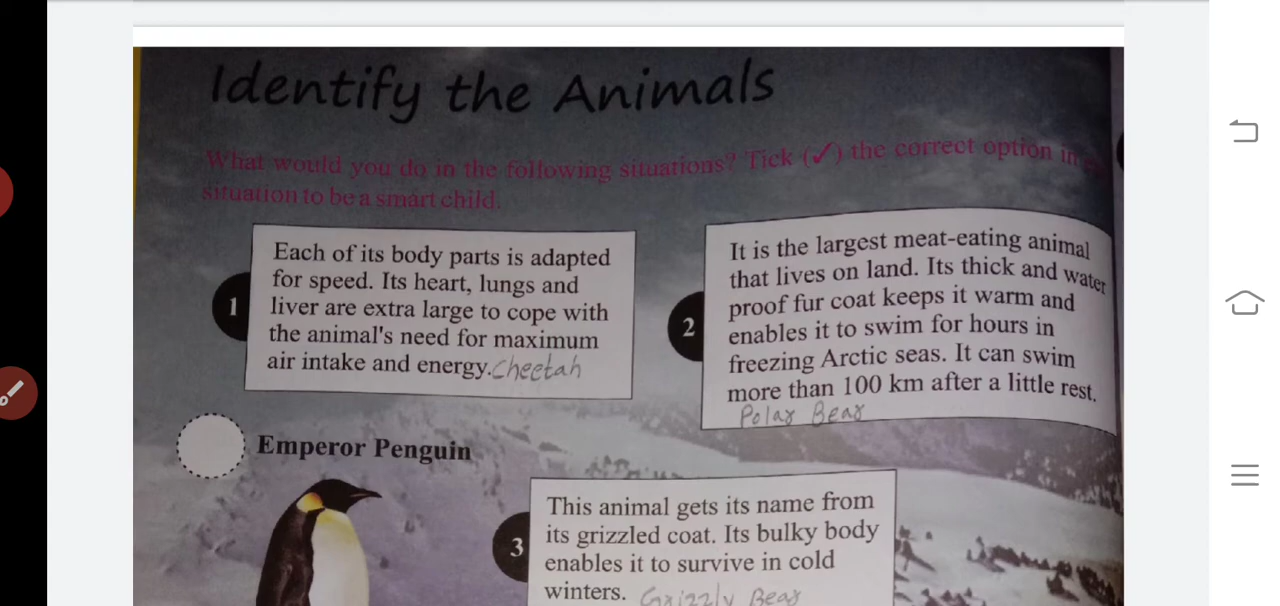 Identify the Animals
What would you do in the following situations? Tick (✓) the correct option in
situation to be a smart child.
Each of its body parts is adapted
for speed. Its heart, lungs and
liver are extra large to cope with
the animal's need for maximum
air intake and energy. Cheetah
1
It is the largest meat-eating animal
that lives on land. Its thick and water
proof fur coat keeps it warm and
enables it to swim for hours in
freezing Arctic seas. It can swim
more than 100 km after a little rest.
Polar Bear
2
Emperor Penguin
This animal gets its name from
its grizzled coat. Its bulky body
enables it to survive in cold
winters. Grizzly Bear
3